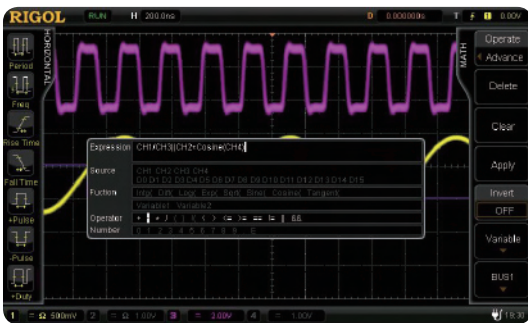 RIGOL RUN H 200.0ns D 0.000000s T 1 0.00V
HORIZONTAL
Period
Freq
Rise Time
Fall Time
+Pulse
-Pulse
+Duty
Expression CH1/CH3||CH2+Cosine(CH4)
Source CH1 CH2 CH3 CH4
D0 D1 D2 D3 D4 D5 D6 D7 D8 D9 D10 D11 D12 D13 D14 D15
Fuction Intg( Diff( Log( Exp( Sqrt( Sine( Cosine( Tangent(
Variable1 Variable2
Operator + - * / ( ) < > <= >= == != || &&
Number 0 1 2 3 4 5 6 7 8 9 . E
MATH
Operate
Advance
Delete
Clear
Apply
Invert
OFF
Variable
BUS1
1 = Ω 500mV 2 = Ω 1.00V 3 = 2.00V 4 = 1.00V